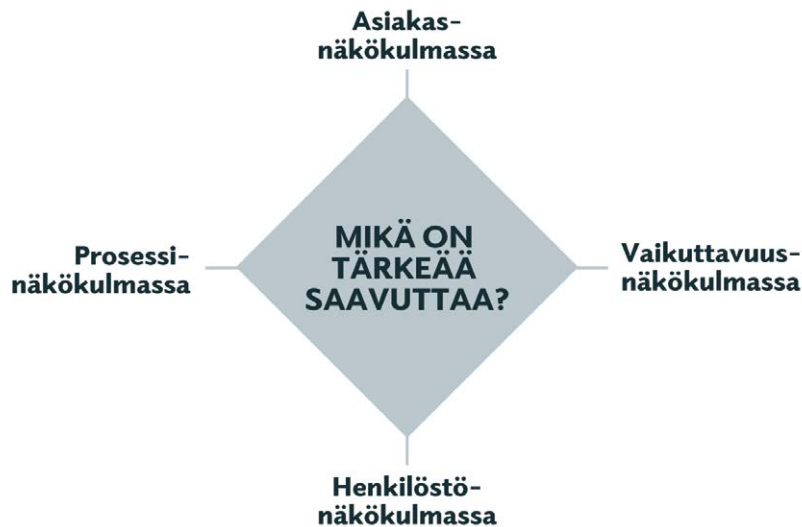 Asiakas-
näkökulmassa
Prosessi-
näkökulmassa
MIKÄ ON
TÄRKEÄÄ
SAAVUTTAA?
Vaikuttavuus-
näkökulmassa
Henkilöstö-
näkökulmassa